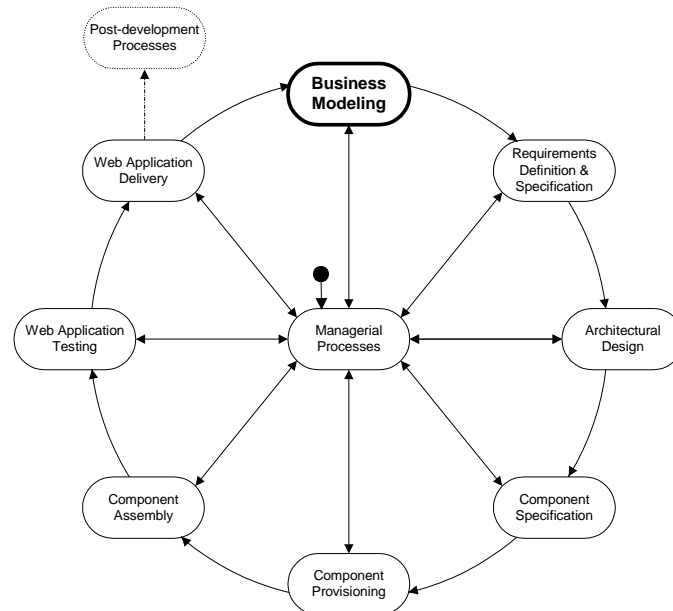 Post-development
Processes
Business
Modeling
Web Application
Delivery
Requirements
Definition &
Specification
Web Application
Testing
Managerial
Processes
Architectural
Design
Component
Assembly
Component
Specification
Component
Provisioning